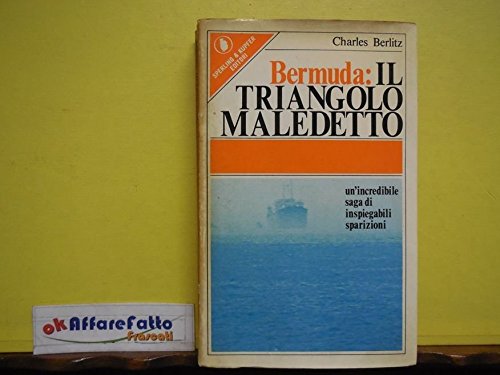 SPERLING & KUPFER
EDITORI
Charles Berlitz
Bermuda: IL
TRIANGOLO
MALEDETTO
un'incredibile
saga di
inspiegabili
sparizioni
okAffareFatto
frascati